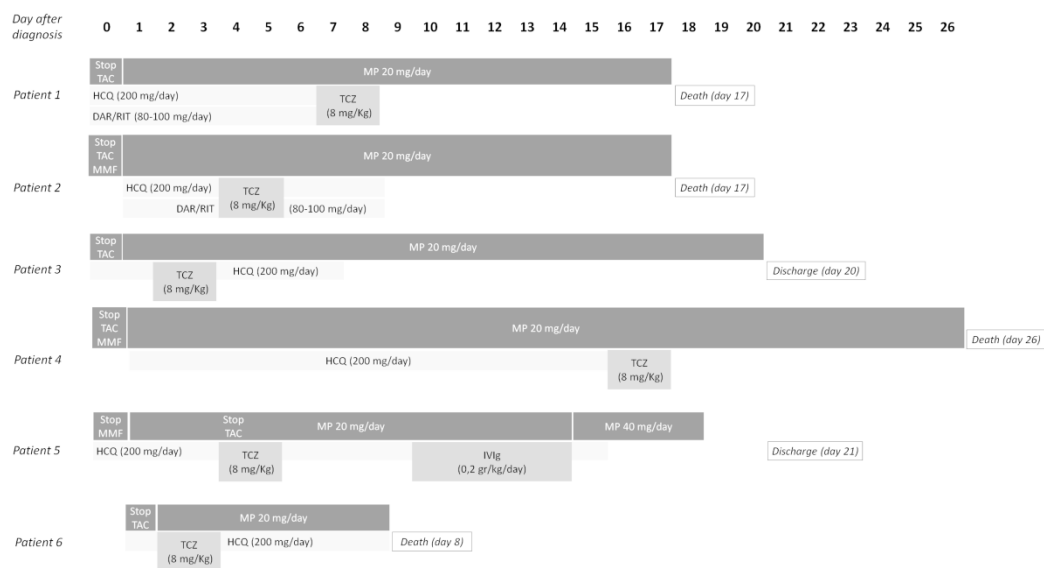 Day after
diagnosis
0 1 2 3 4 5 6 7 8 9 10 11 12 13 14 15 16 17 18 19 20 21 22 23 24 25 26
Patient 1
Stop
TAC
MP 20 mg/day
HCQ (200 mg/day)
DAR/RIT (80-100 mg/day)
TCZ
(8 mg/Kg)
Death (day 17)
Patient 2
Stop
TAC
MMF
MP 20 mg/day
HCQ (200 mg/day)
DAR/RIT
TCZ
(8 mg/Kg)
(80-100 mg/day)
Death (day 17)
Patient 3
Stop
TAC
MP 20 mg/day
TCZ
(8 mg/Kg)
HCQ (200 mg/day)
Discharge (day 20)
Patient 4
Stop
TAC
MMF
MP 20 mg/day
HCQ (200 mg/day)
TCZ
(8 mg/Kg)
Death (day 26)
Patient 5
Stop
MMF
Stop
TAC
MP 20 mg/day
MP 40 mg/day
HCQ (200 mg/day)
TCZ
(8 mg/Kg)
IVIg
(0,2 gr/kg/day)
Discharge (day 21)
Patient 6
Stop
TAC
MP 20 mg/day
TCZ
(8 mg/Kg)
HCQ (200 mg/day)
Death (day 8)